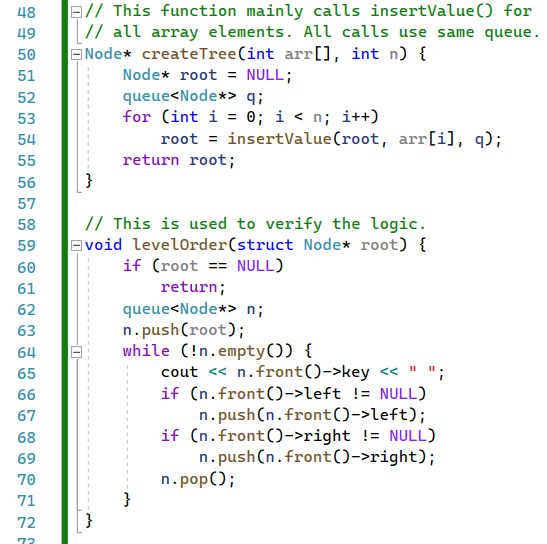 48 // This function mainly calls insertValue() for
49 // all array elements. All calls use same queue.
50 Node* createTree(int arr[], int n) {
51     Node* root = NULL;
52     queue<Node*> q;
53     for (int i = 0; i < n; i++)
54         root = insertValue(root, arr[i], q);
55     return root;
56 }
57
58 // This is used to verify the logic.
59 void levelOrder(struct Node* root) {
60     if (root == NULL)
61         return;
62     queue<Node*> n;
63     n.push(root);
64     while (!n.empty()) {
65         cout << n.front()->key << " ";
66         if (n.front()->left != NULL)
67             n.push(n.front()->left);
68         if (n.front()->right != NULL)
69             n.push(n.front()->right);
70         n.pop();
71     }
72 }
73